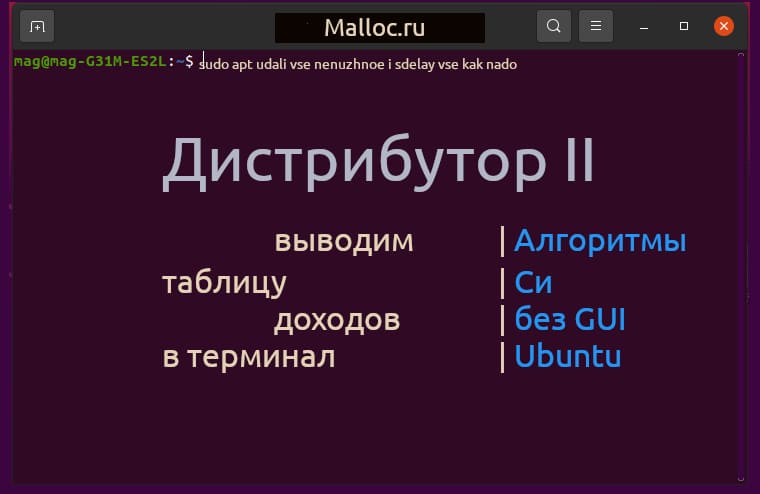 Malloc.ru
mag@mag-G31M-ES2L:~$ sudo apt udali vse nenuzhnoe i sdelay vse kak nado
Дистрибутор II
выводим | Алгоритмы
таблицу | Си
доходов | без GUI
в терминал | Ubuntu